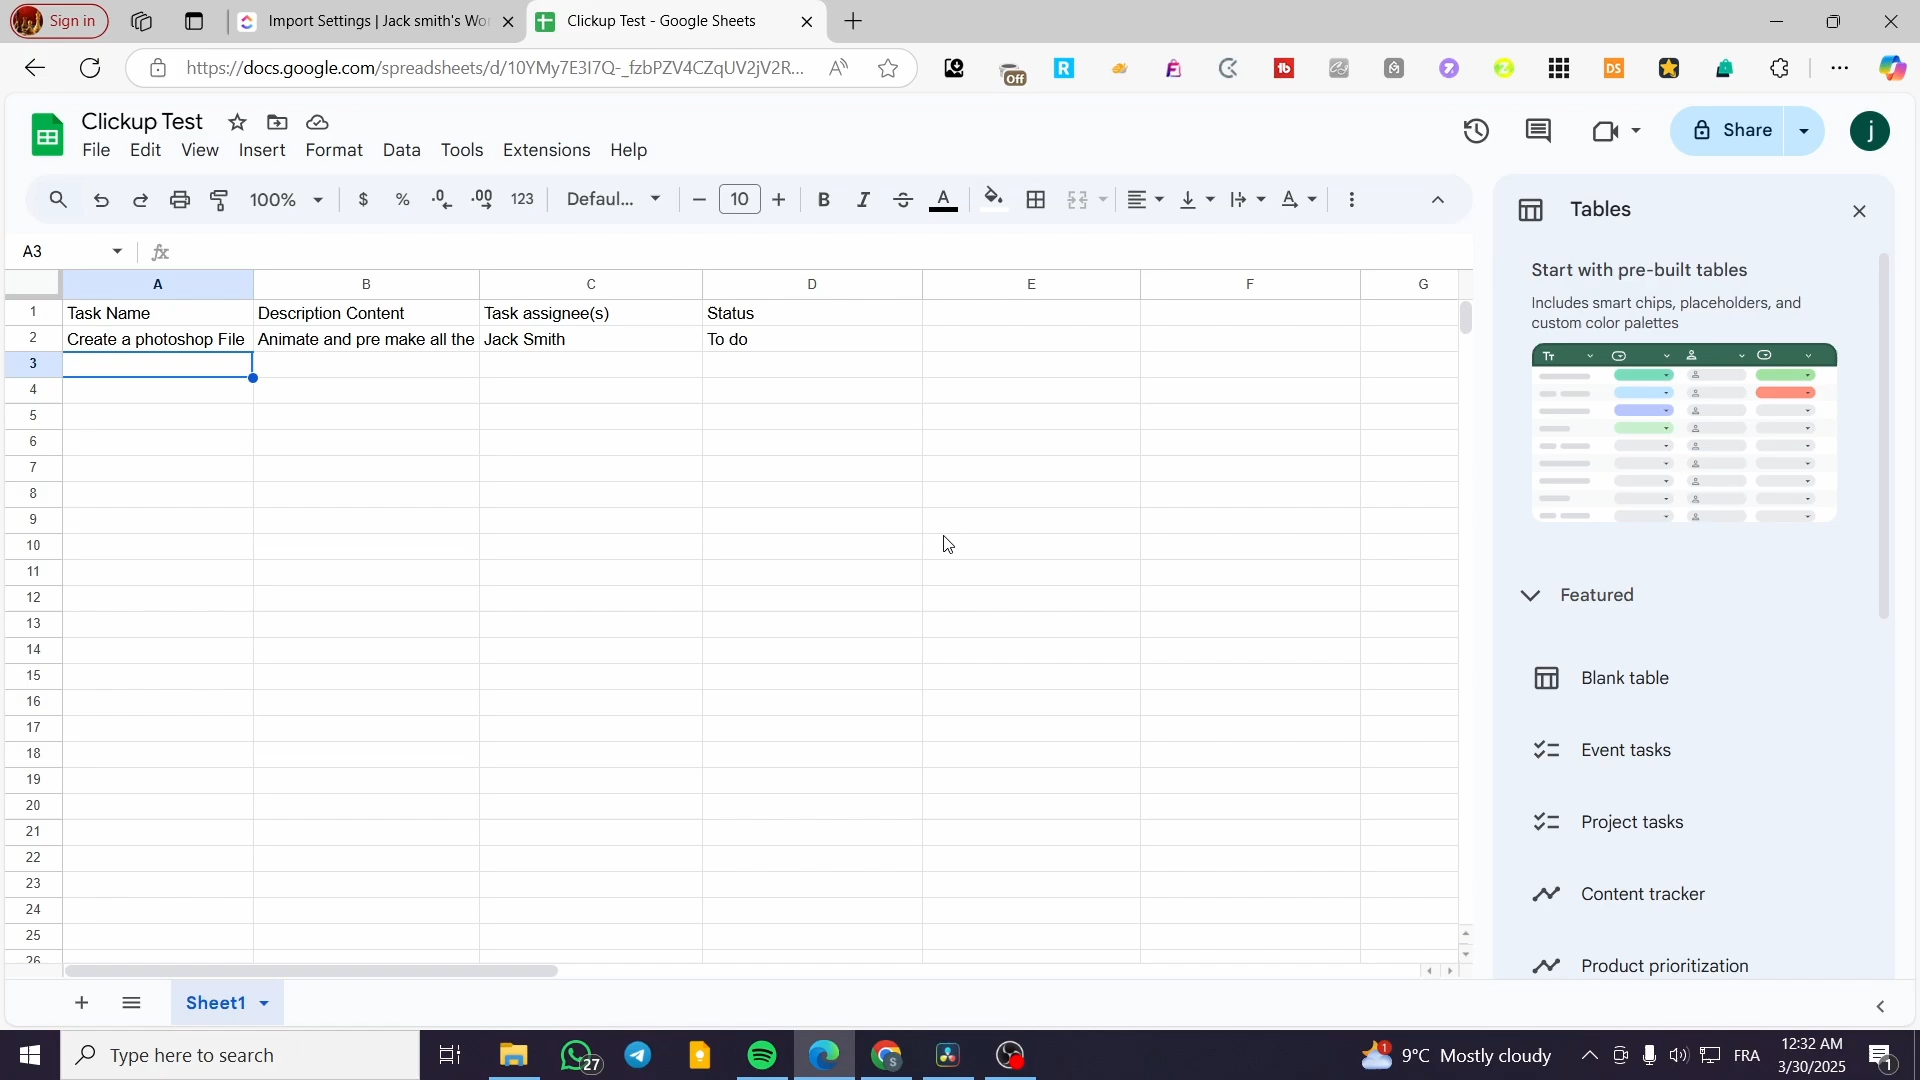 Sign in
Import Settings | Jack smith's Wor
Clickup Test - Google Sheets
https://docs.google.com/spreadsheets/d/10YMy7E3I7Q-_fzbPZV4CZqUV2jV2R...
Off
Clickup Test
File Edit View Insert Format Data Tools Extensions Help
Share
j
100% $ % .0 .00 123 Defaul... 10 B I S A
Tables
A3 fx
Start with pre-built tables
Includes smart chips, placeholders, and
custom color palettes
A B C D E F G
1 Task Name Description Content Task assignee(s) Status
2 Create a photoshop File Animate and pre make all the Jack Smith To do
3
4
5
6
7
8
9
10
11
12
13
14
15
16
17
18
19
20
21
22
23
24
25
26
Featured
Blank table
Event tasks
Project tasks
Content tracker
Product prioritization
Sheet1
Type here to search
27
9°C Mostly cloudy
FRA
12:32 AM
3/30/2025
1